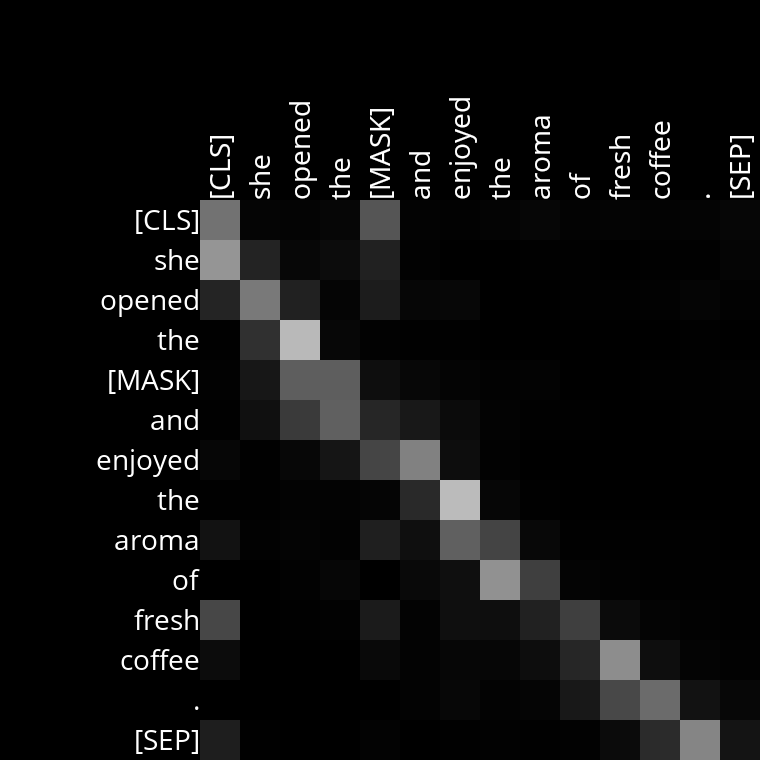 [CLS] she opened the [MASK] and enjoyed the aroma of fresh coffee . [SEP]
[CLS]
she
opened
the
[MASK]
and
enjoyed
the
aroma
of
fresh
coffee
.
[SEP]